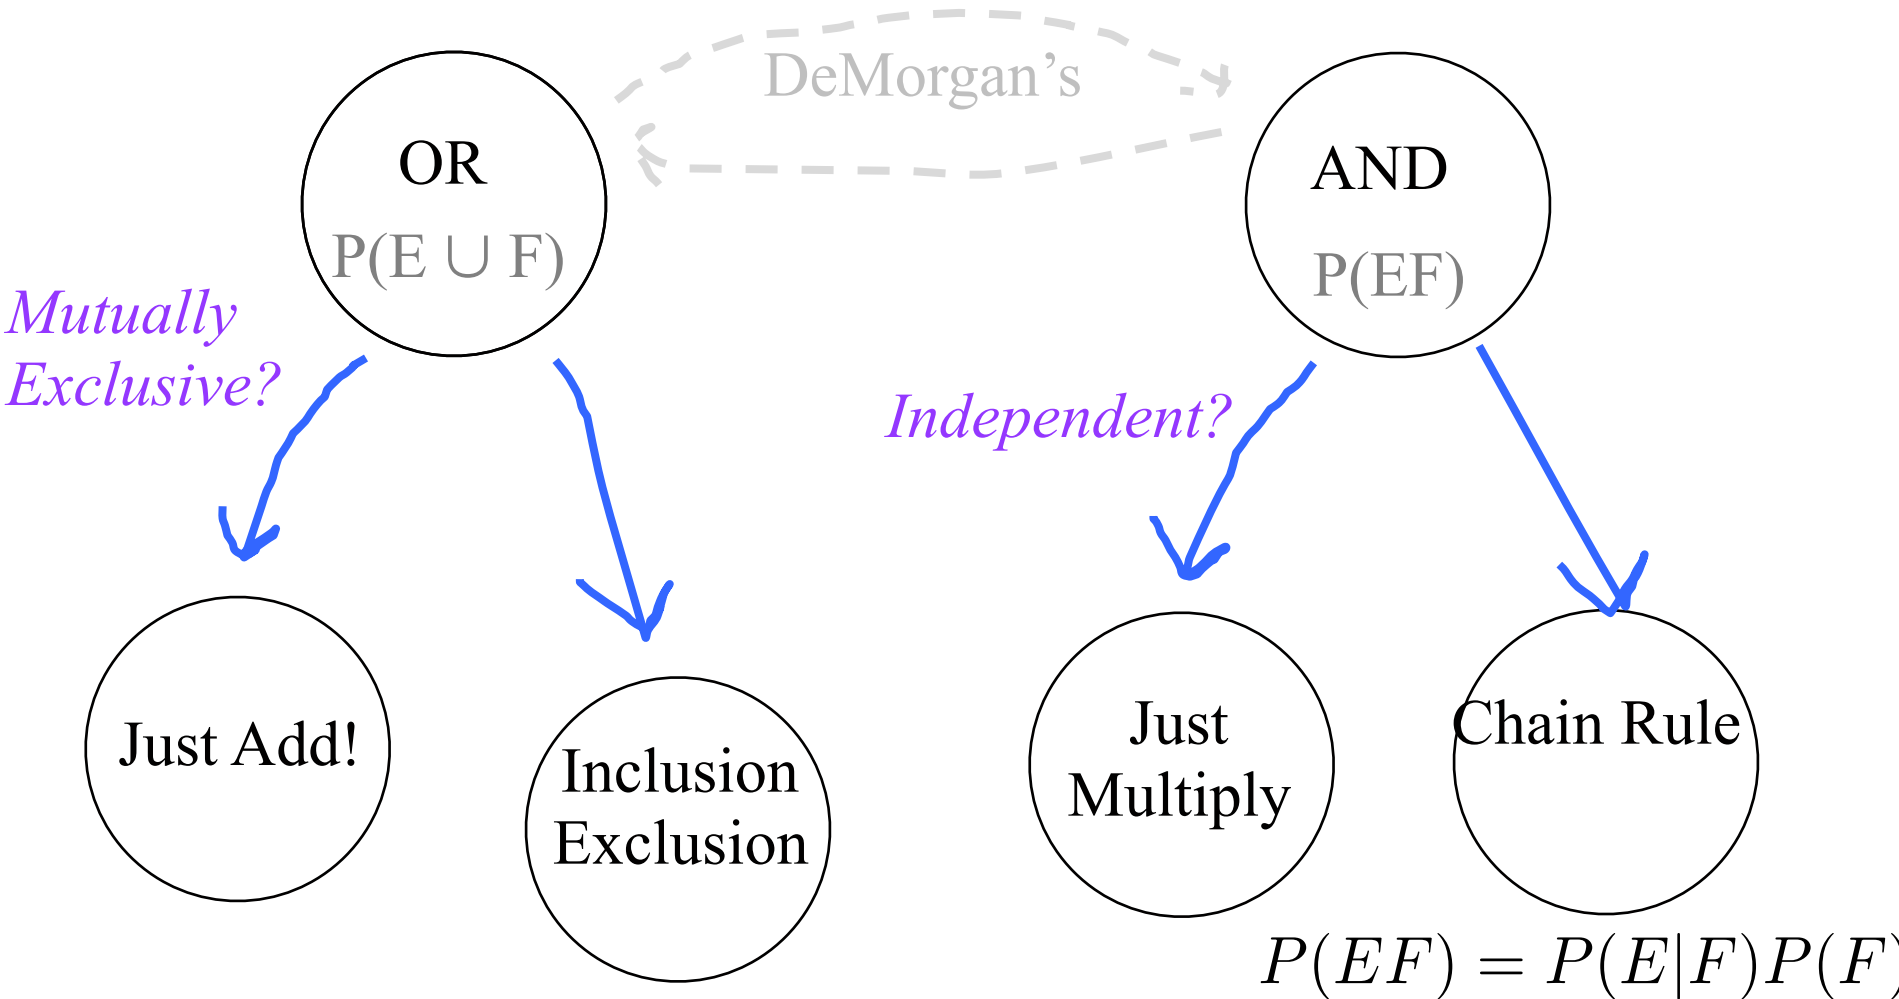 DeMorgan’s
OR
P(E ∪ F)
AND
P(EF)
Mutually
Exclusive?
Independent?
Just Add!
Inclusion
Exclusion
Just
Multiply
Chain Rule
P(EF) = P(E|F)P(F)